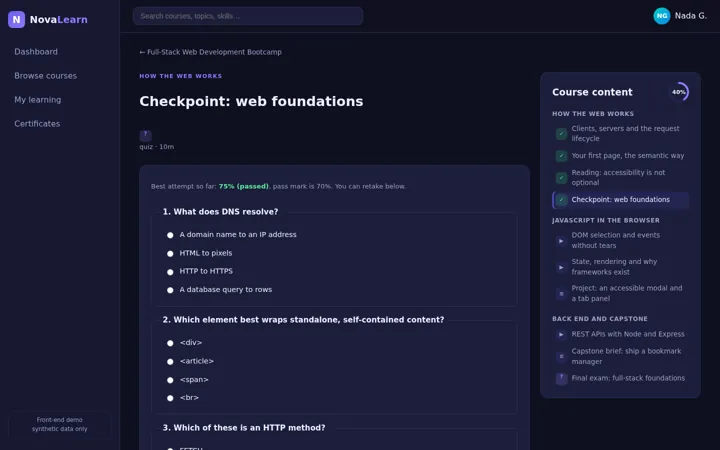 N NovaLearn
Search courses, topics, skills...
NG Nada G.
Dashboard
Browse courses
My learning
Certificates
Front-end demo
synthetic data only
← Full-Stack Web Development Bootcamp
HOW THE WEB WORKS
Checkpoint: web foundations
?
quiz · 10m
Best attempt so far: 75% (passed), pass mark is 70%. You can retake below.
1. What does DNS resolve?
A domain name to an IP address
HTML to pixels
HTTP to HTTPS
A database query to rows
2. Which element best wraps standalone, self-contained content?
<div>
<article>
<span>
<br>
3. Which of these is an HTTP method?
Course content
40%
HOW THE WEB WORKS
✓ Clients, servers and the request
lifecycle
✓ Your first page, the semantic way
✓ Reading: accessibility is not
optional
✓ Checkpoint: web foundations
JAVASCRIPT IN THE BROWSER
▶ DOM selection and events
without tears
▶ State, rendering and why
frameworks exist
≡ Project: an accessible modal and
a tab panel
BACK END AND CAPSTONE
▶ REST APIs with Node and Express
≡ Capstone brief: ship a bookmark
manager
? Final exam: full-stack foundations